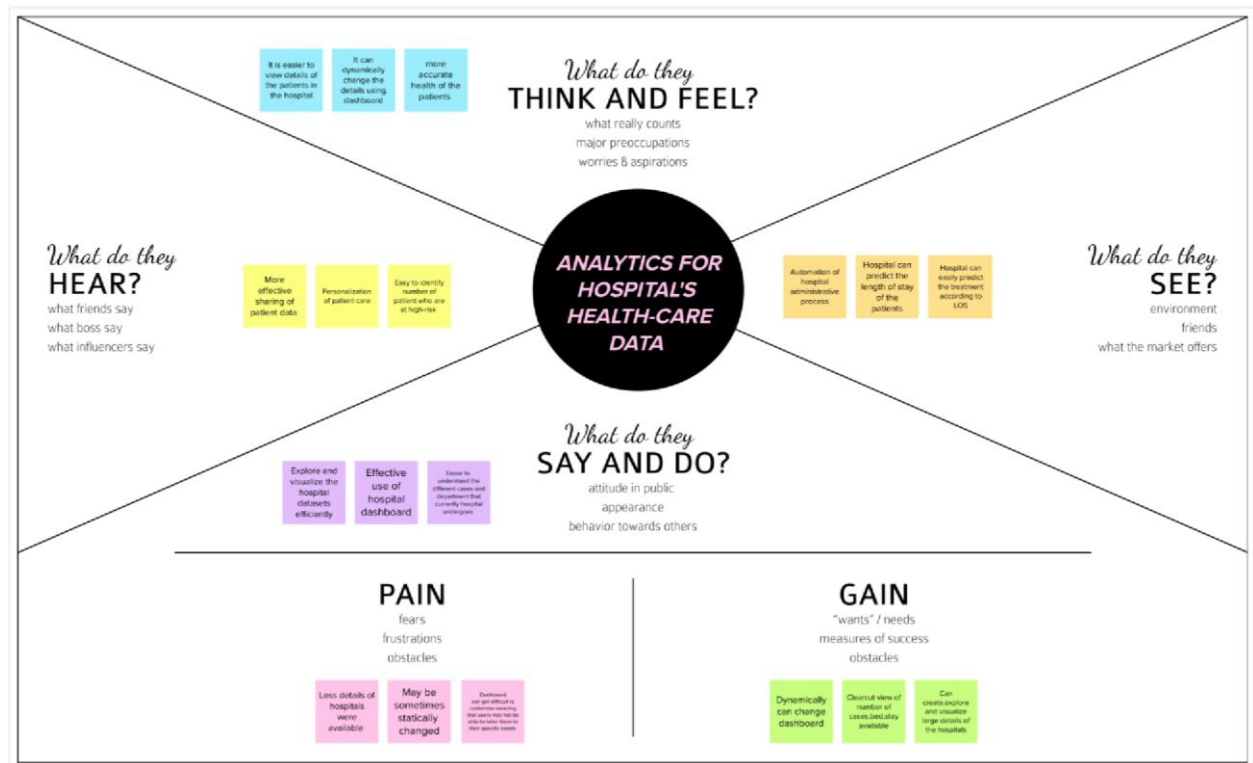 It is easier to
view details of
the patients in
the hospital
It can
dynamically
change the
details using
dashboard
more
accurate
health of the
patients
What do they
THINK AND FEEL?
what really counts
major preoccupations
worries & aspirations
What do they
HEAR?
what friends say
what boss say
what influencers say
More
effective
sharing of
patient data
Personalization
of patient care
Easy to identify
number of
patient who are
at high-risk
ANALYTICS FOR
HOSPITAL'S
HEALTH-CARE
DATA
Automation of
hospital
administrative
process
Hospital can
predict the
length of stay
of the
patients
Hospital can
easily predict
the treatment
according to
LOS
What do they
SEE?
environment
friends
what the market offers
What do they
SAY AND DO?
attitude in public
appearance
behavior towards others
Explore and
visualize the
hospital
datasets
efficiently
Effective
use of
hospital
dashboard
Easier to
understand the
different cases and
department that
currently hospital
undergoes
PAIN
fears
frustrations
obstacles
Less details of
hospitals
were
available
May be
sometimes
statically
changed
Dashboard
can get difficult to
customize meaning
that users may not be
able to tailor them to
their specific needs
GAIN
"wants" / needs
measures of success
obstacles
Dynamically
can change
dashboard
Clearcut view of
number of
cases,bed,stay
available
Can
create,explore
and visualize
large details of
the hospitals